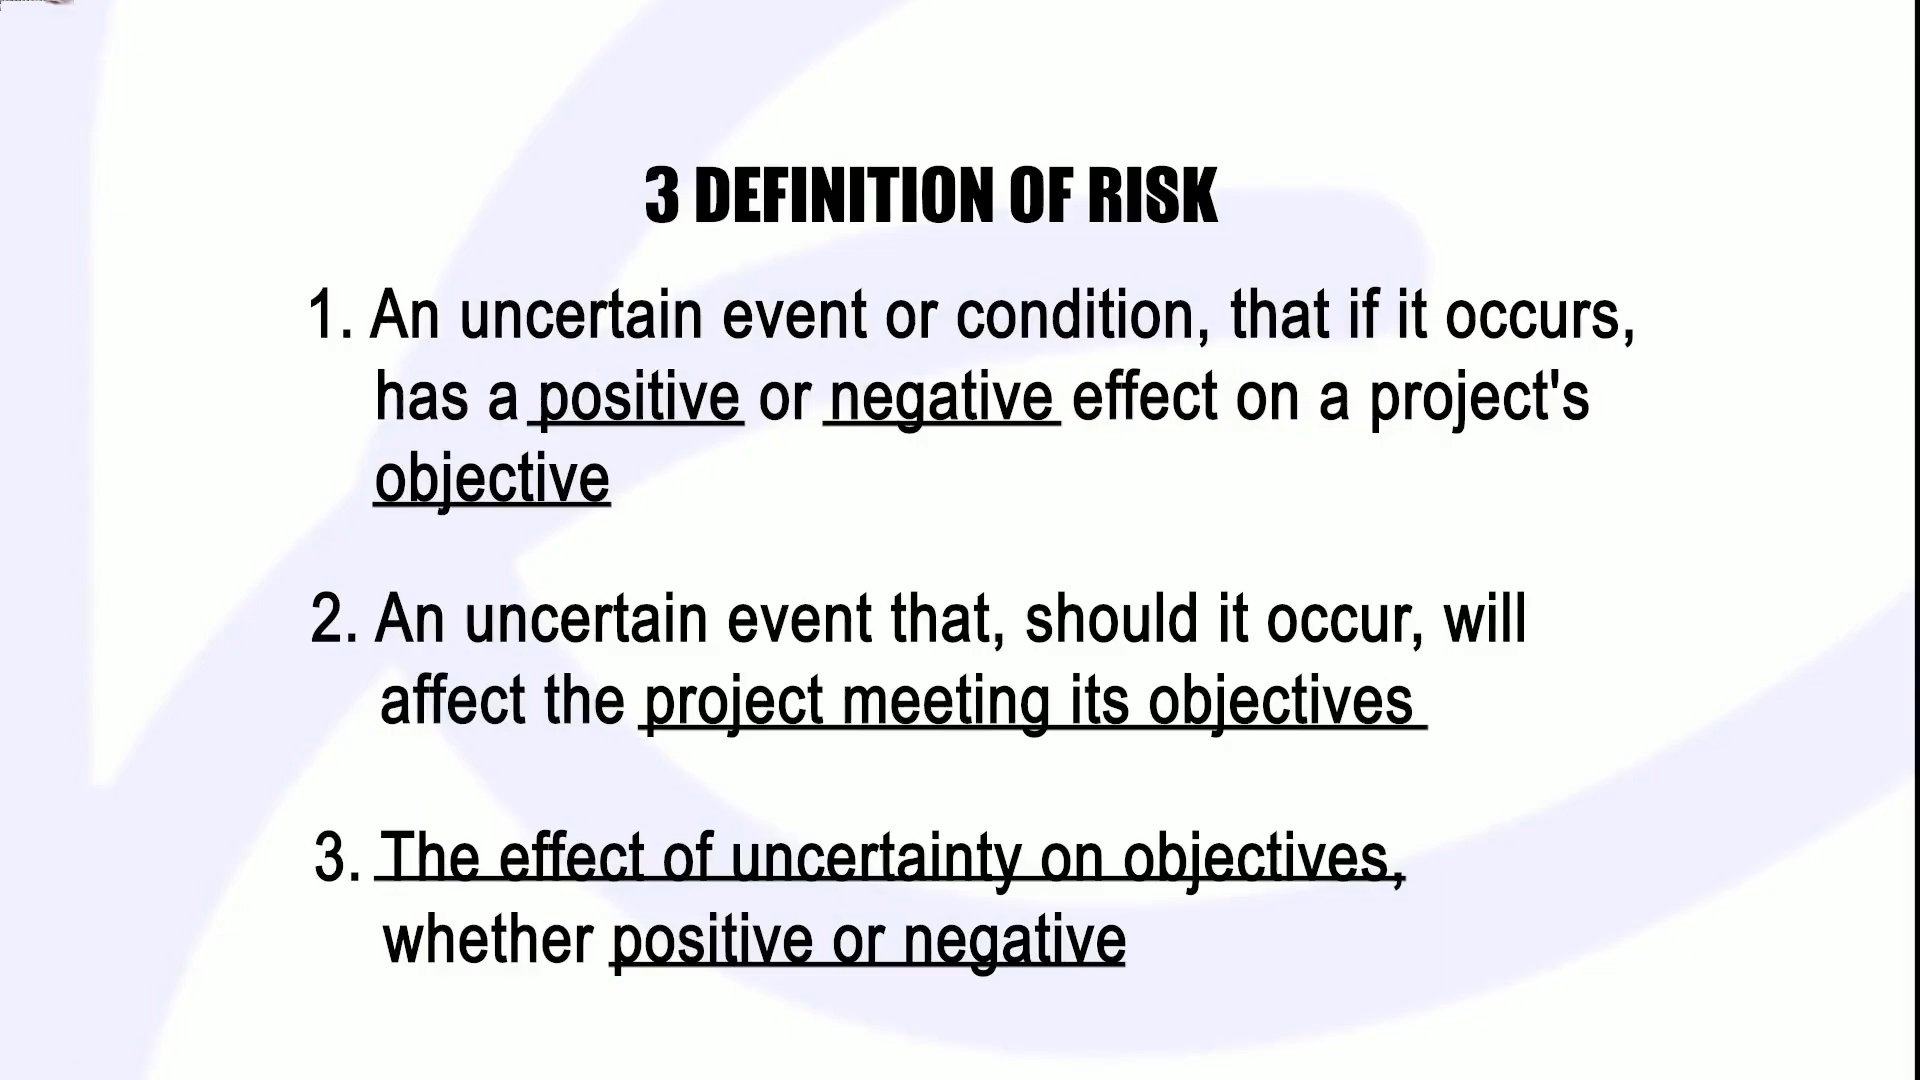 3 DEFINITION OF RISK
1. An uncertain event or condition, that if it occurs,
has a positive or negative effect on a project's
objective
2. An uncertain event that, should it occur, will
affect the project meeting its objectives
3. The effect of uncertainty on objectives,
whether positive or negative